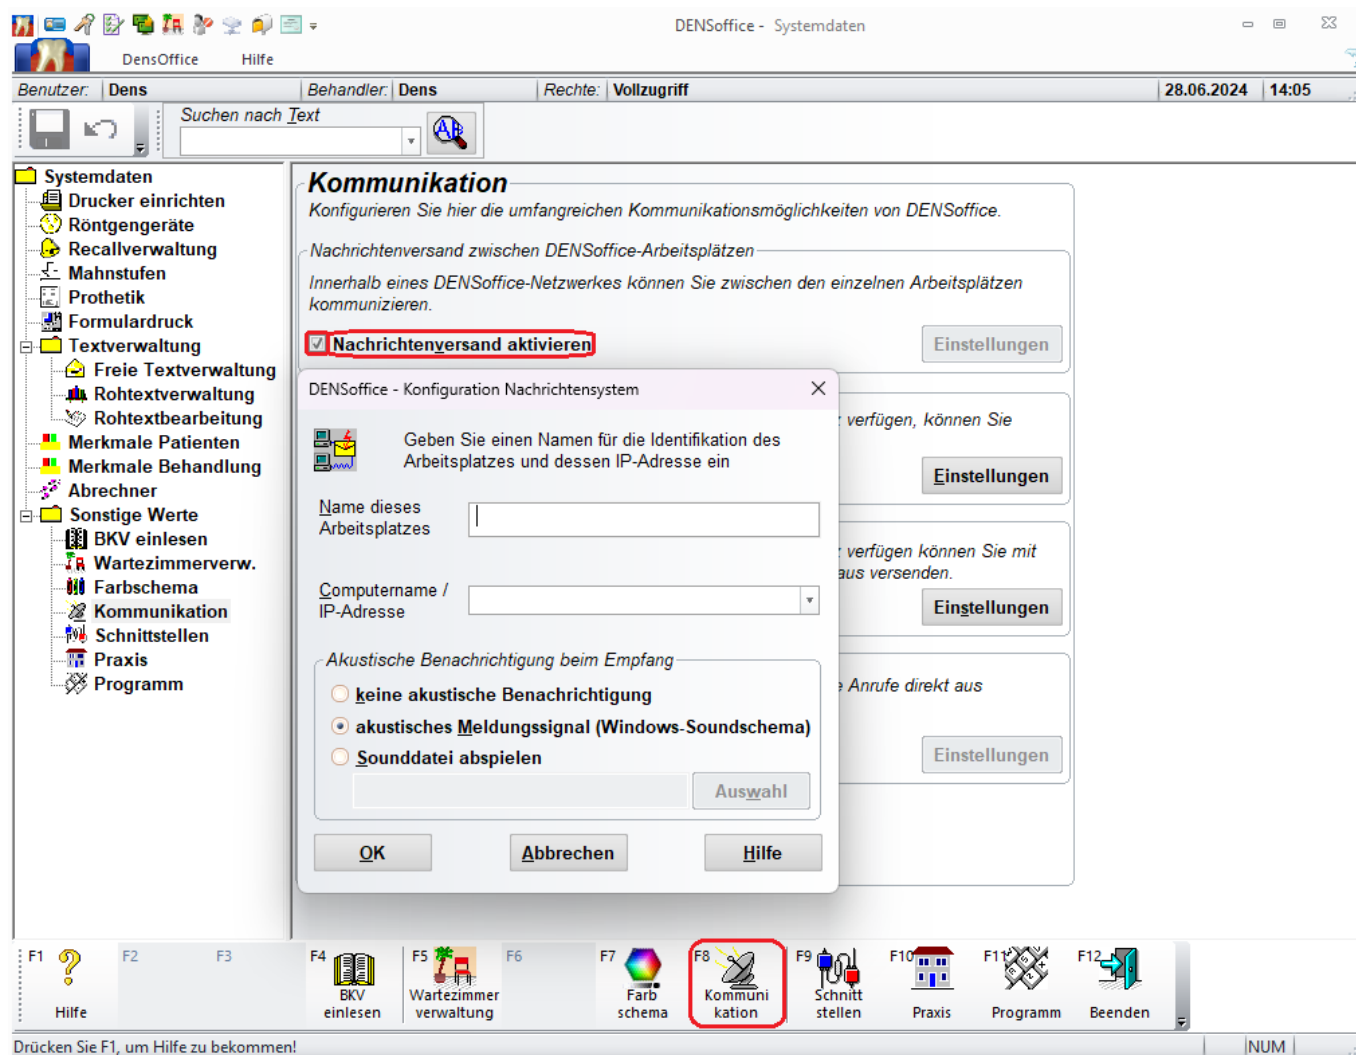 DENSoffice - Systemdaten
DensOffice Hilfe
Benutzer: Dens Behandler: Dens Rechte: Vollzugriff 28.06.2024 14:05
Suchen nach Text
Systemdaten
Drucker einrichten
Röntgengeräte
Recallverwaltung
Mahnstufen
Prothetik
Formulardruck
Textverwaltung
Freie Textverwaltung
Rohtextverwaltung
Rohtextbearbeitung
Merkmale Patienten
Merkmale Behandlung
Abrechner
Sonstige Werte
BKV einlesen
Wartezimmerverw.
Farbschema
Kommunikation
Schnittstellen
Praxis
Programm
Kommunikation
Konfigurieren Sie hier die umfangreichen Kommunikationsmöglichkeiten von DENSoffice.
Nachrichtenversand zwischen DENSoffice-Arbeitsplätzen
Innerhalb eines DENSoffice-Netzwerkes können Sie zwischen den einzelnen Arbeitsplätzen
kommunizieren.
Nachrichtenversand aktivieren
Einstellungen
verfügen, können Sie
Einstellungen
verfügen können Sie mit
aus versenden.
Einstellungen
Anrufe direkt aus
Einstellungen
DENSoffice - Konfiguration Nachrichtensystem
Geben Sie einen Namen für die Identifikation des
Arbeitsplatzes und dessen IP-Adresse ein
Name dieses
Arbeitsplatzes
Computername /
IP-Adresse
Akustische Benachrichtigung beim Empfang
keine akustische Benachrichtigung
akustisches Meldungssignal (Windows-Soundschema)
Sounddatei abspielen
Auswahl
OK Abbrechen Hilfe
F1 Hilfe
F2
F3
F4 BKV
einlesen
F5 Wartezimmer
verwaltung
F6
F7 Farb
schema
F8 Kommuni
kation
F9 Schnitt
stellen
F10 Praxis
F11 Programm
F12 Beenden
Drücken Sie F1, um Hilfe zu bekommen! NUM